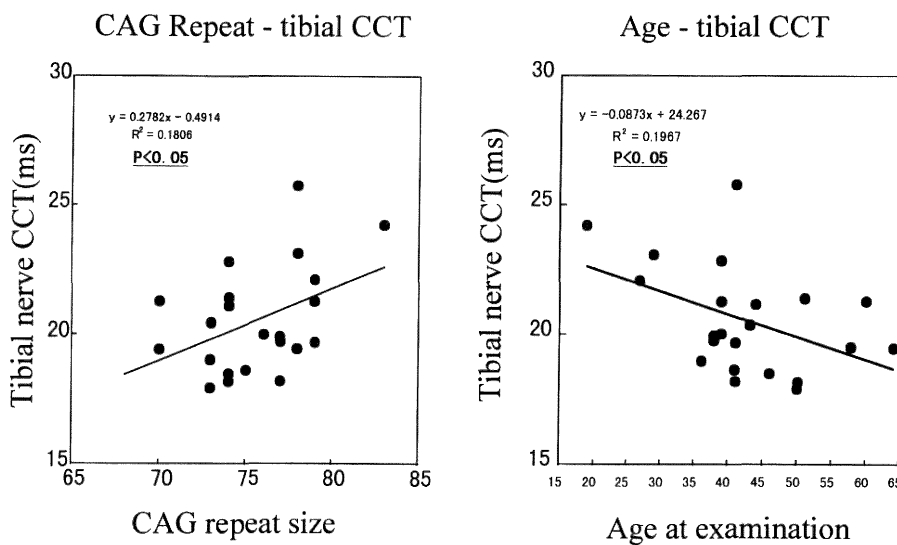 CAG Repeat - tibial CCT
30
25
20
15
Tibial nerve CCT(ms)
y = 0.2782x - 0.4914
R² = 0.1806
P<0. 05
65 70 75 80 85
CAG repeat size
Age - tibial CCT
30
25
20
15
Tibial nerve CCT(ms)
y = -0.0873x + 24.267
R² = 0.1967
P<0. 05
15 20 25 30 35 40 45 50 55 60 65
Age at examination